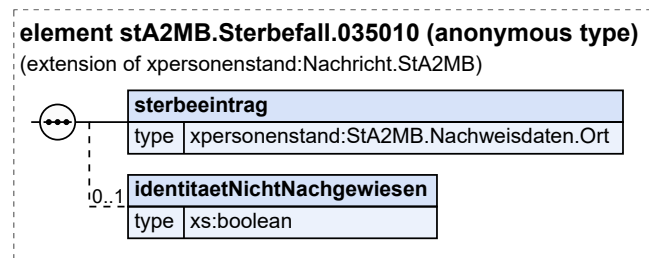 element stA2MB.Sterbefall.035010 (anonymous type)
(extension of xpersonenstand:Nachricht.StA2MB)
sterbeeintrag
type xpersonenstand:StA2MB.Nachweisdaten.Ort
0..1 identitaetNichtNachgewiesen
type xs:boolean